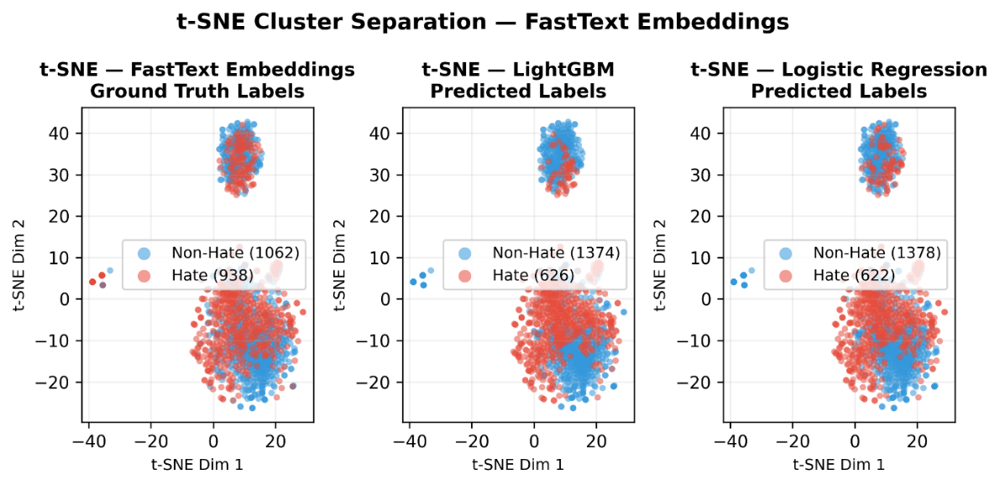 t-SNE Cluster Separation — FastText Embeddings
t-SNE — FastText Embeddings
Ground Truth Labels
t-SNE Dim 2
40
30
20
10
0
−10
−20
Non-Hate (1062)
Hate (938)
−40
−20
0
20
t-SNE Dim 1
t-SNE — LightGBM
Predicted Labels
t-SNE Dim 2
40
30
20
10
0
−10
−20
Non-Hate (1374)
Hate (626)
−40
−20
0
20
t-SNE Dim 1
t-SNE — Logistic Regression
Predicted Labels
t-SNE Dim 2
40
30
20
10
0
−10
−20
Non-Hate (1378)
Hate (622)
−40
−20
0
20
t-SNE Dim 1